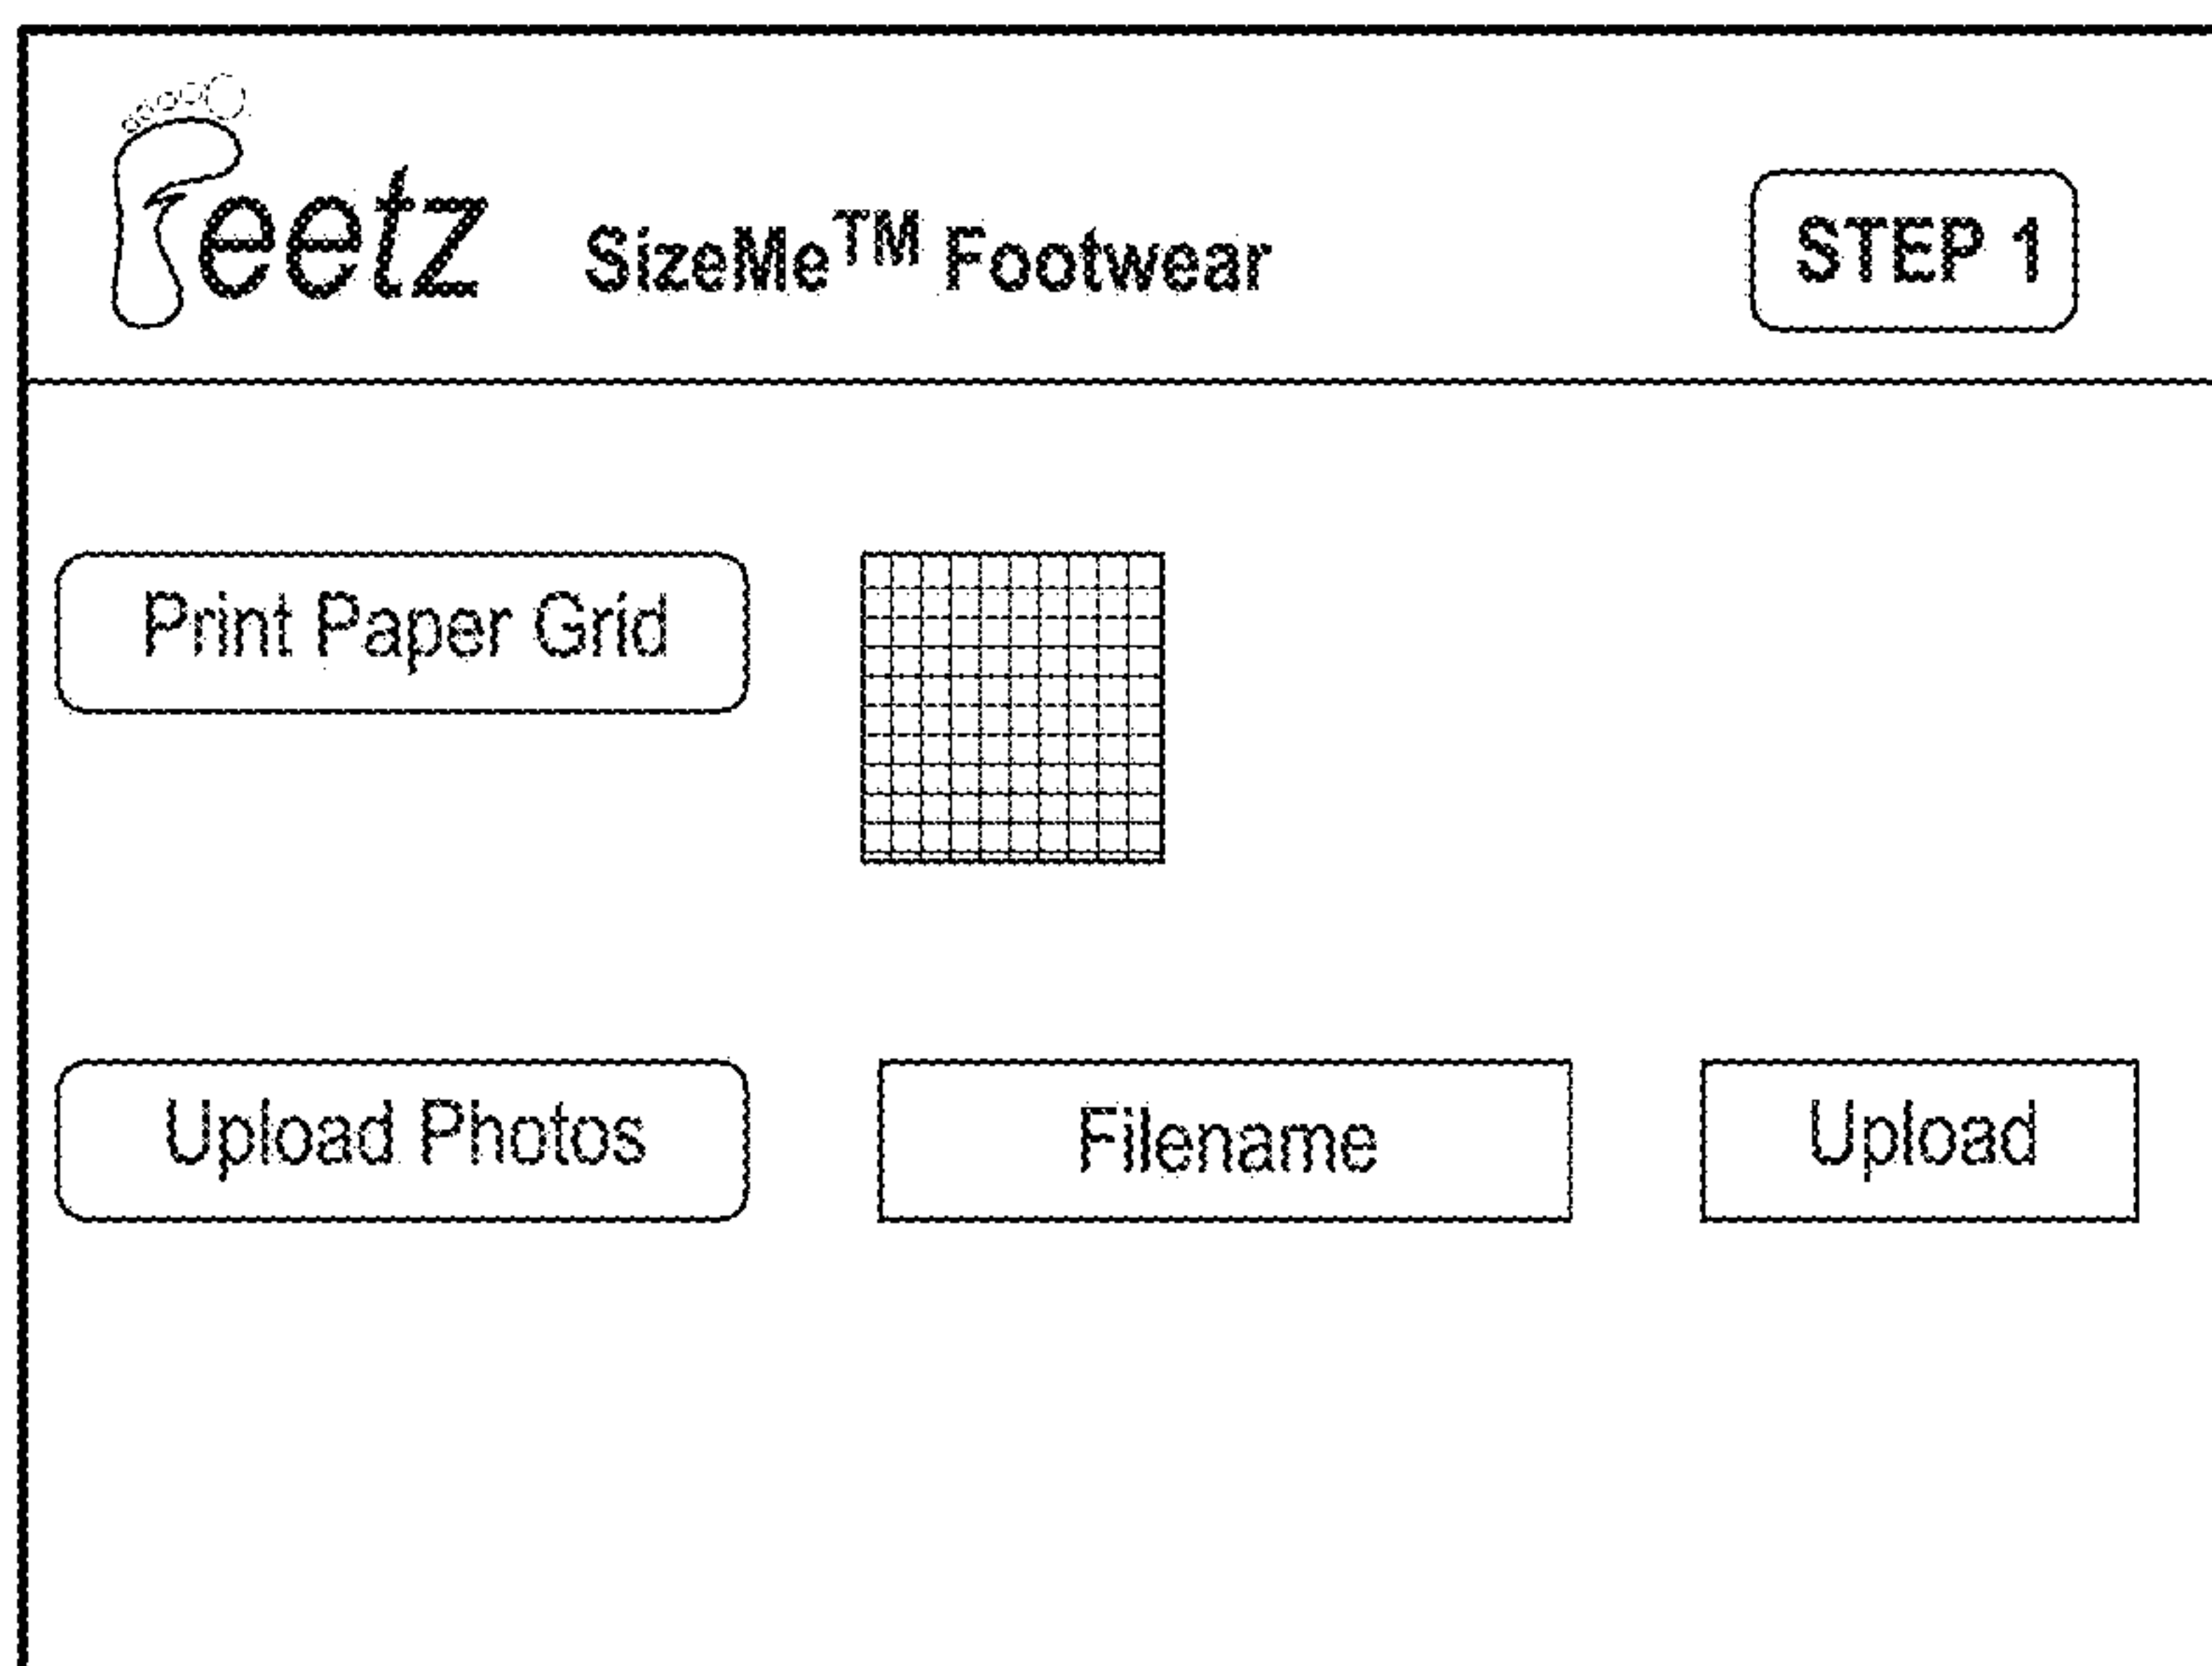 Feetz SizeMe™ Footwear STEP 1
Print Paper Grid
Upload Photos Filename Upload